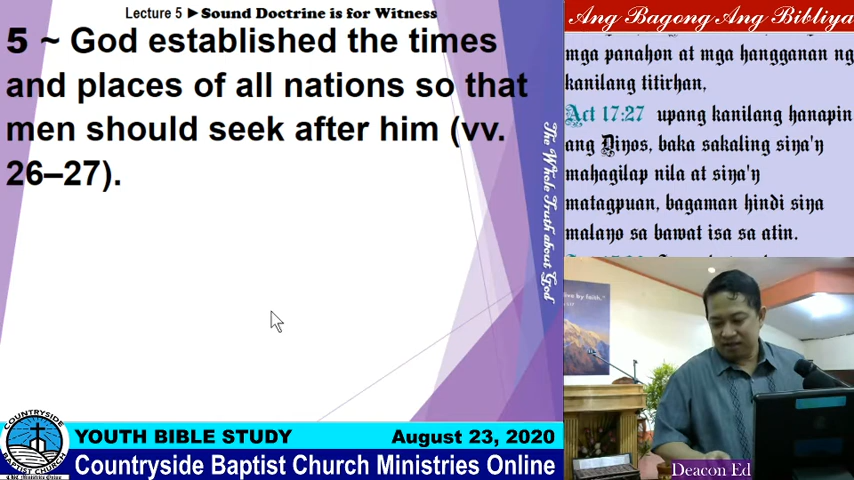 Lecture 5 ►Sound Doctrine is for Witness
5 ~ God established the times
and places of all nations so that
men should seek after him (vv.
26–27).
The Whole Truth about God
Ang Bagong Ang Bibliya
mga panahon at mga hangganan ng
kanilang titirhan,
Act 17:27 upang kanilang hanapin
ang Diyos, baka sakaling siya'y
mahagilap nila at siya'y
matagpuan, bagaman hindi siya
malayo sa bawat isa sa atin.
live by faith,
Deacon Ed
COUNTRYSIDE
BAPTIST CHURCH
YOUTH BIBLE STUDY August 23, 2020
Countryside Baptist Church Ministries Online